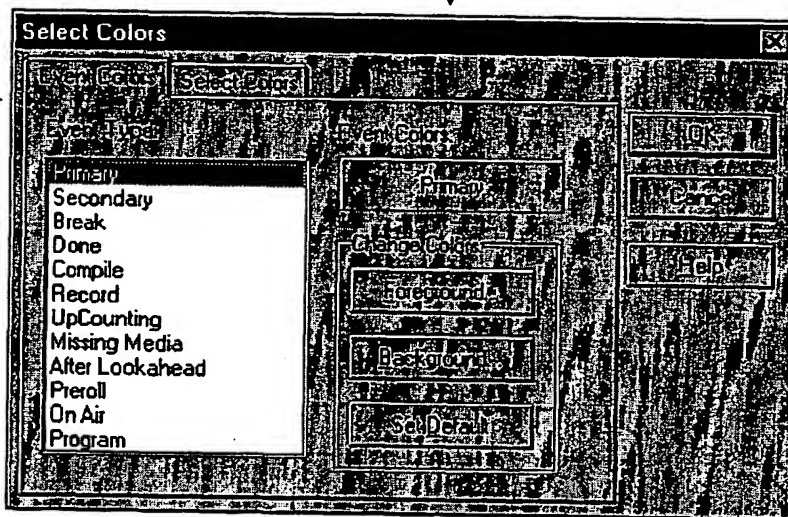 Select Colors
Event Colors Select Colors
Event Type Event Colors
Primary
Secondary
Break
Done
Compile
Record
UpCounting
Missing Media
After Lookahead
Preroll
On Air
Program
Primary
Change Colors
Foreground
Background
Set Default
OK
Cancel
Help